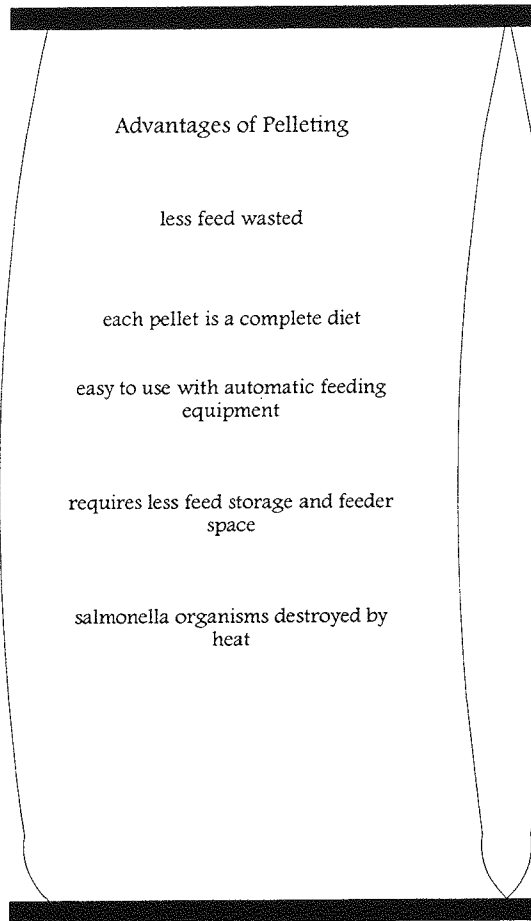 Advantages of Pelleting
less feed wasted
each pellet is a complete diet
easy to use with automatic feeding
equipment
requires less feed storage and feeder
space
salmonella organisms destroyed by
heat